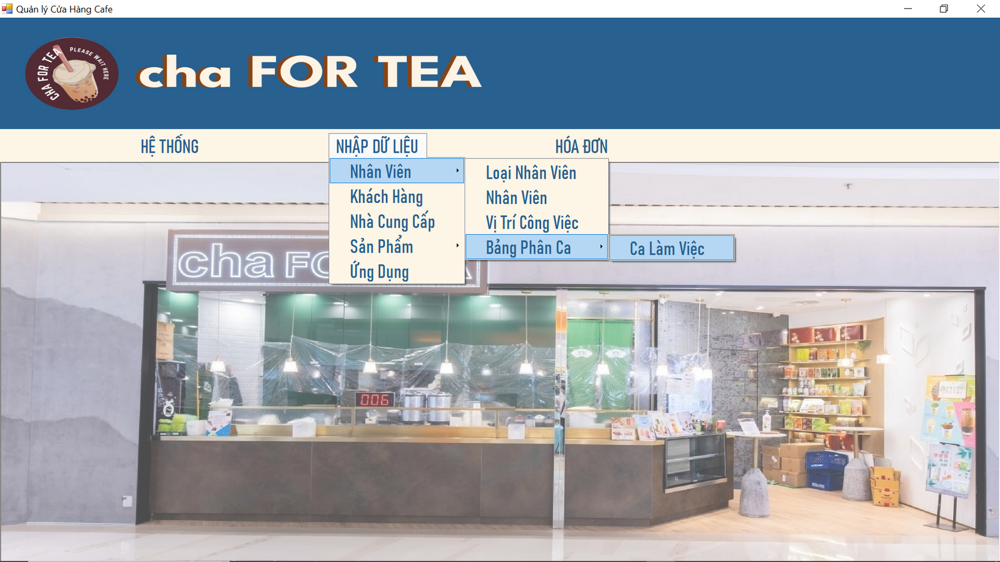 Quản lý Cửa Hàng Cafe
CHA FOR TEA
PLEASE WAIT HERE
cha FOR TEA
HỆ THỐNG
NHẬP DỮ LIỆU
HÓA ĐƠN
Nhân Viên
Khách Hàng
Nhà Cung Cấp
Sản Phẩm
Ứng Dụng
Loại Nhân Viên
Nhân Viên
Vị Trí Công Việc
Bảng Phân Ca
Ca Làm Việc
cha
006